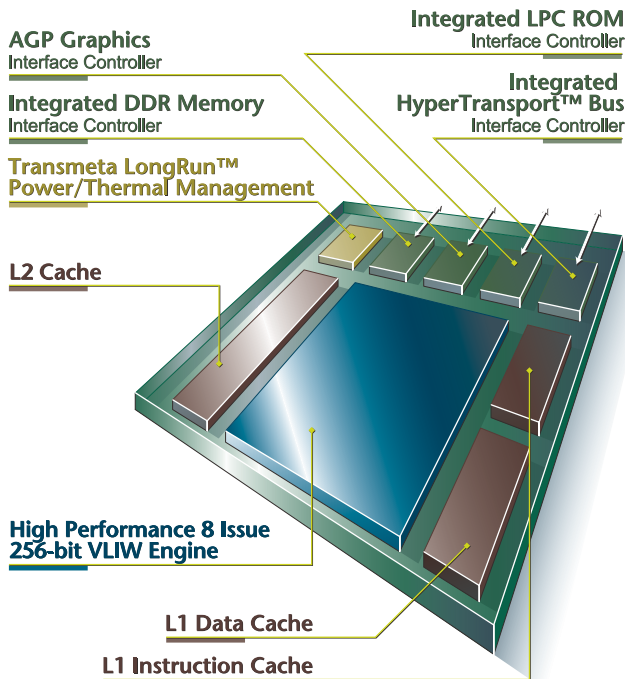 AGP Graphics
Interface Controller
Integrated DDR Memory
Interface Controller
Transmeta LongRun™
Power/Thermal Management
L2 Cache
Integrated LPC ROM
Interface Controller
Integrated
HyperTransport™ Bus
Interface Controller
High Performance 8 Issue
256-bit VLIW Engine
L1 Data Cache
L1 Instruction Cache